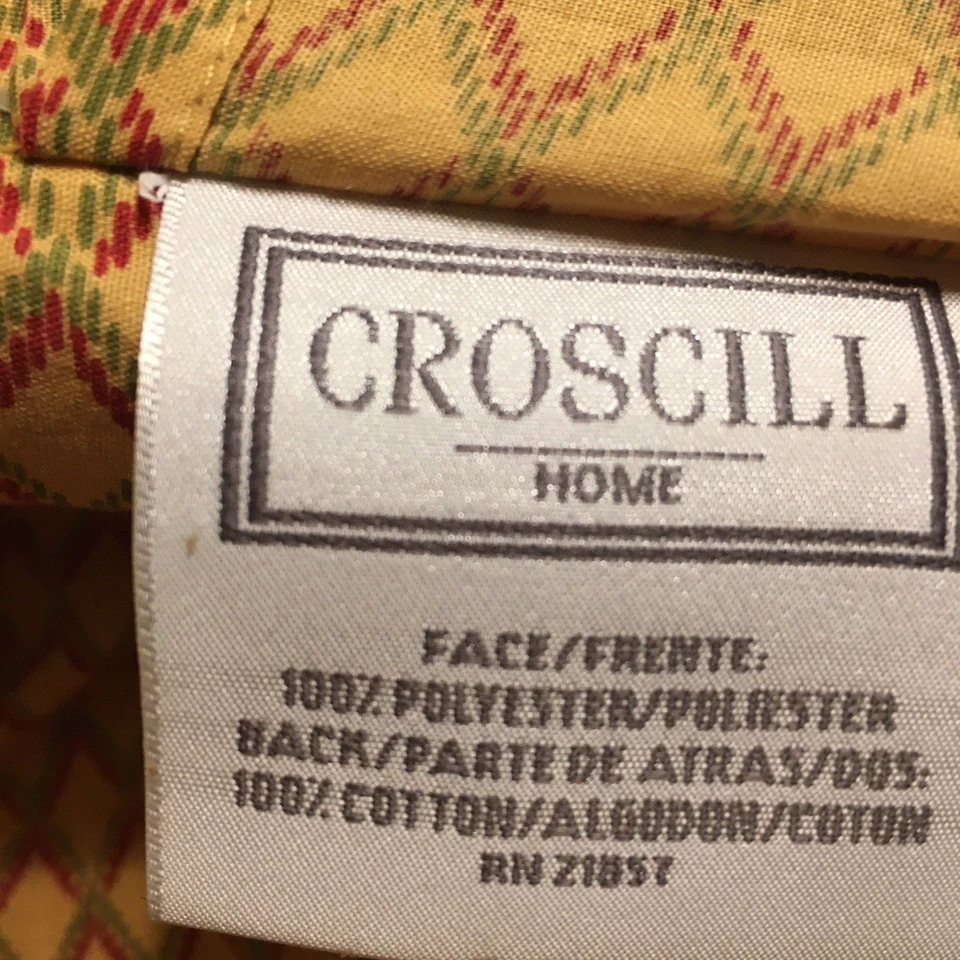 CROSCILL
HOME
FACE/FRENTE:
100% POLYESTER/POLIESTER
BACK/PARTE DE ATRAS/DOS:
100% COTTON/ALGODON/COTON
RN 21857